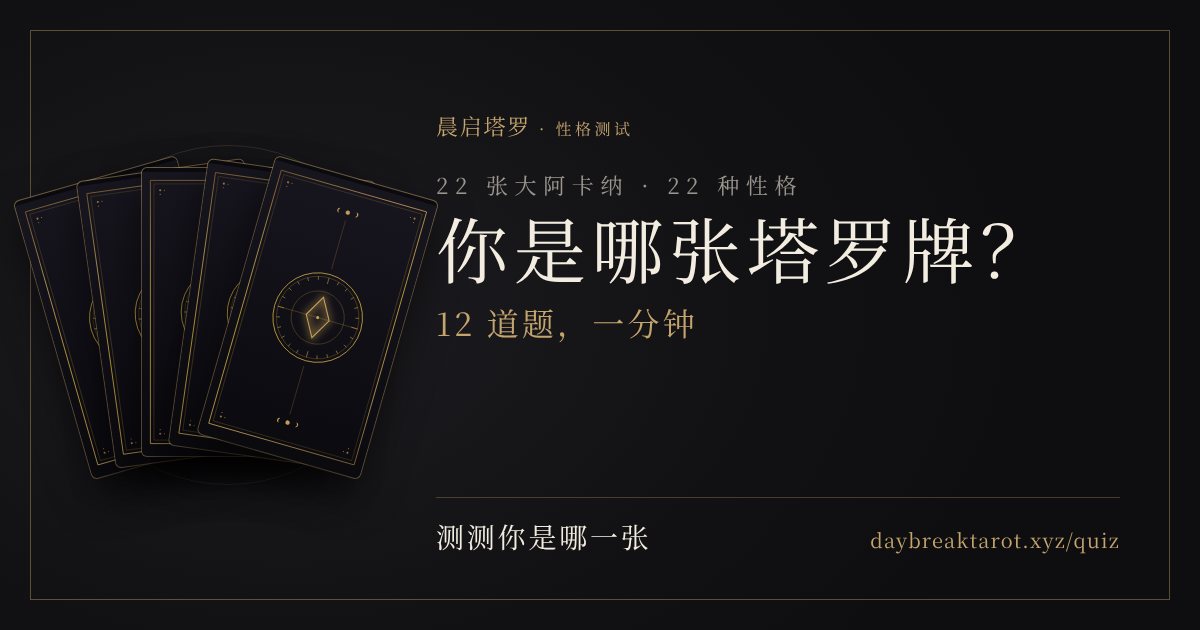 晨启塔罗 · 性格测试
22 张大阿卡纳 · 22 种性格
你是哪张塔罗牌?
12 道题，一分钟
测测你是哪一张
daybreaktarot.xyz/quiz